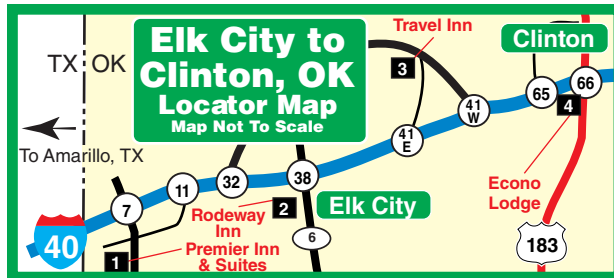 Elk City to
Clinton, OK
Locator Map
Map Not To Scale
TX OK
To Amarillo, TX
Travel Inn
3
Clinton
65
66
4
41
W
41
E
Econo
Lodge
183
7
11
32
38
Rodeway
Inn
2
Elk City
6
40
1
Premier Inn
& Suites